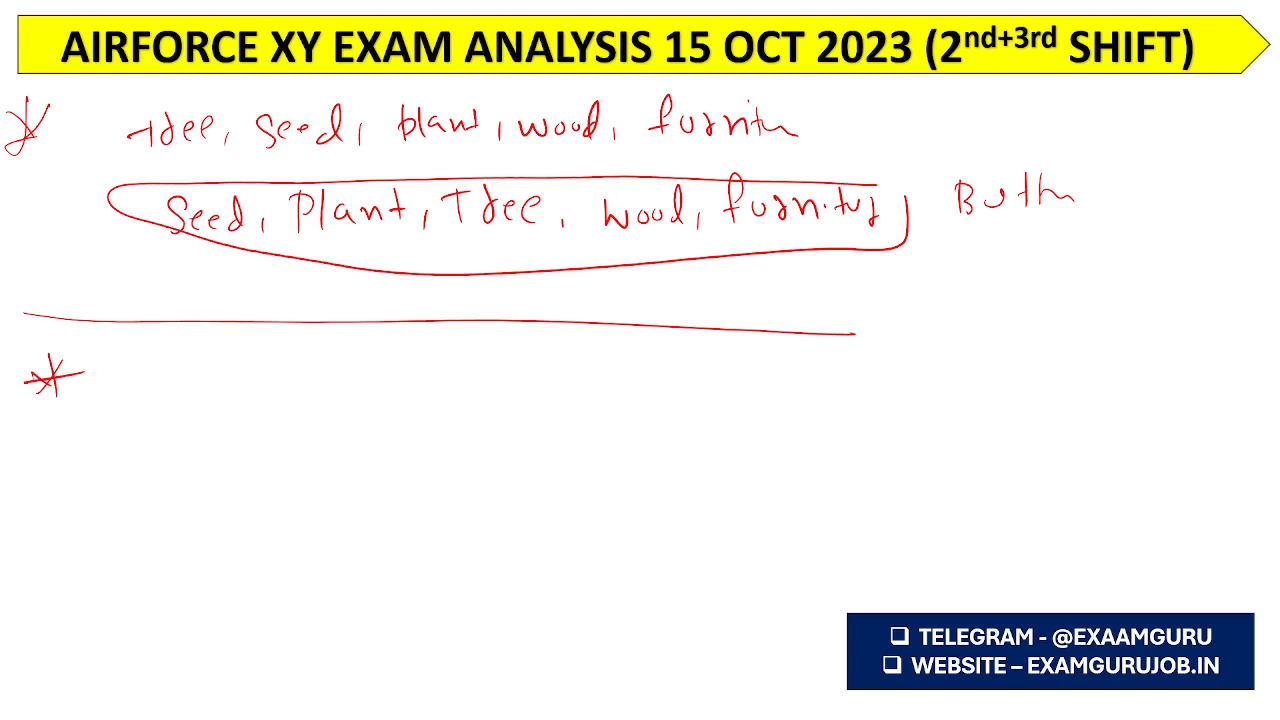 AIRFORCE XY EXAM ANALYSIS 15 OCT 2023 (2nd+3rd SHIFT)
Tree, Seed, plant, wood, furnitu
Seed, Plant, Tree, wood, furnitur Both
❑ TELEGRAM - @EXAAMGURU
❑ WEBSITE – EXAMGURUJOB.IN